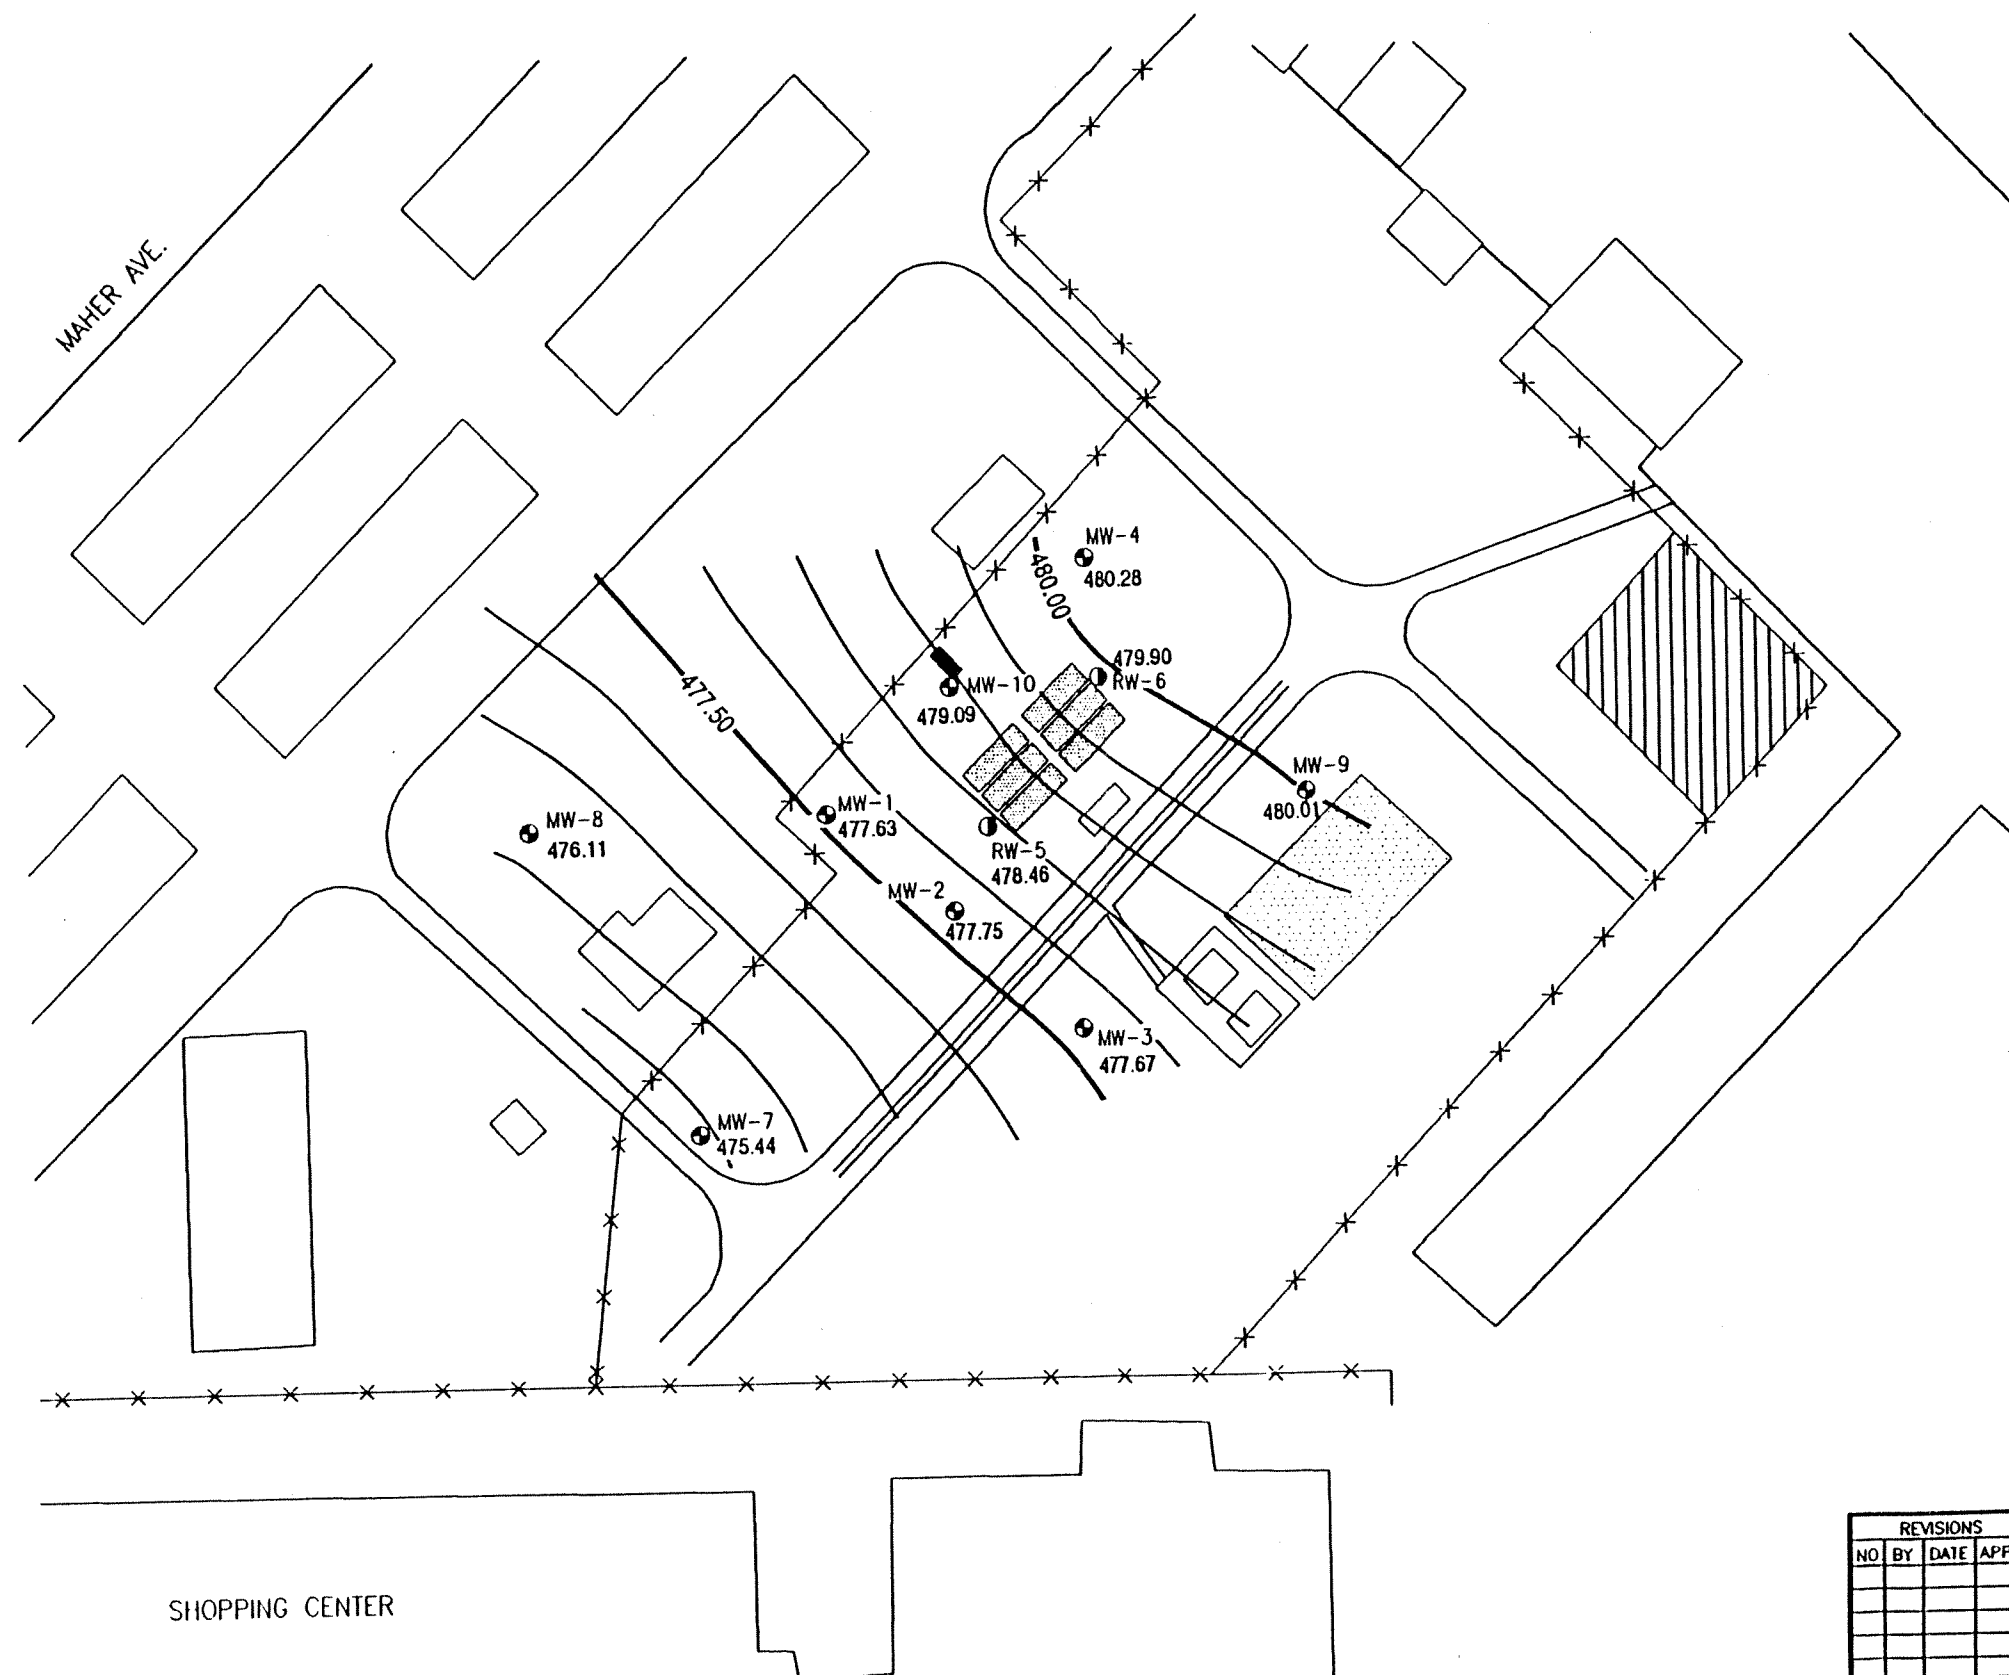 MAHER AVE.
MW-4
480.28
480.00
479.90
RW-6
MW-10
479.09
477.50
MW-9
480.01
MW-1
477.63
MW-8
476.11
RW-5
478.46
MW-2
477.75
MW-3
477.67
MW-7
475.44
REVISIONS
NO BY DATE APP
SHOPPING CENTER